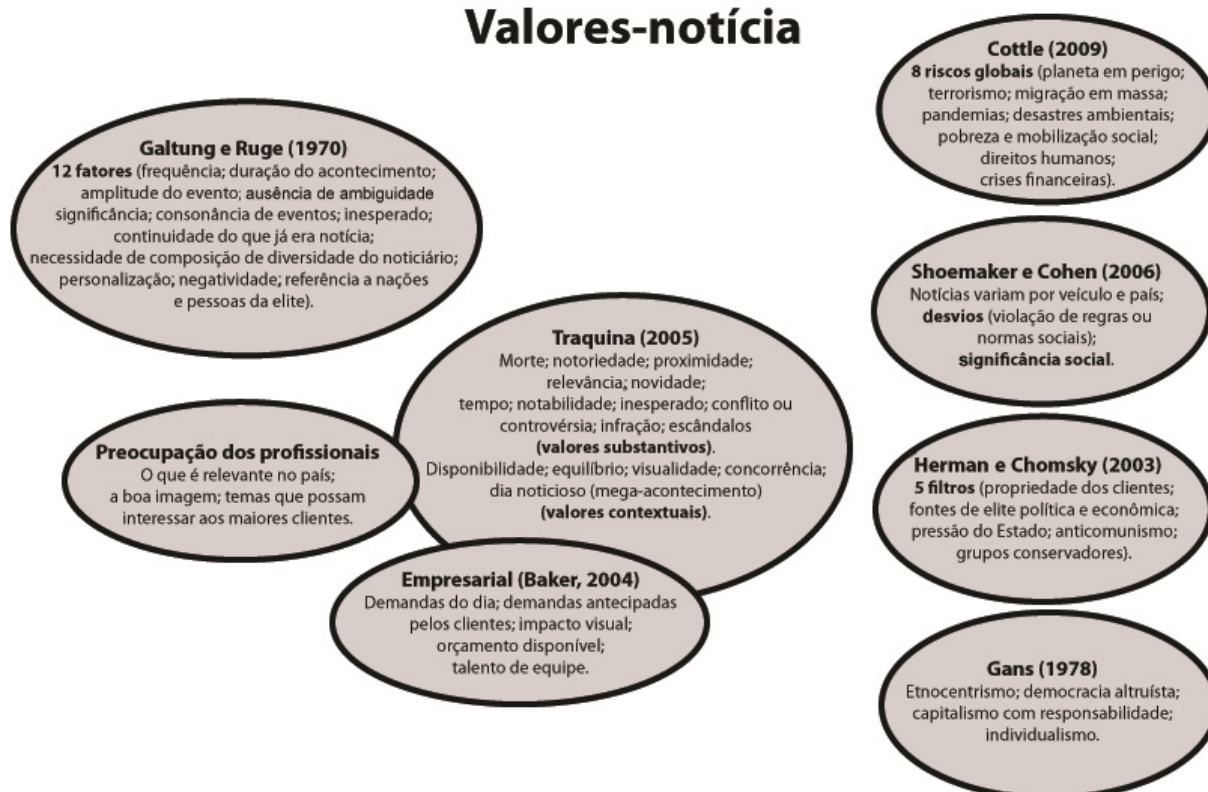 Valores-notícia
Galtung e Ruge (1970)
12 fatores (frequência; duração do acontecimento;
amplitude do evento; ausência de ambiguidade
significância; consonância de eventos; inesperado;
continuidade do que já era notícia;
necessidade de composição de diversidade do noticiário;
personalização; negatividade; referência a nações
e pessoas da elite).
Traquina (2005)
Morte; notoriedade; proximidade;
relevância; novidade;
tempo; notabilidade; inesperado; conflito ou
controvérsia; infração; escândalos
(valores substantivos).
Disponibilidade; equilíbrio; visualidade; concorrência;
dia noticioso (mega-acontecimento)
(valores contextuais).
Preocupação dos profissionais
O que é relevante no país;
a boa imagem; temas que possam
interessar aos maiores clientes.
Empresarial (Baker, 2004)
Demandas do dia; demandas antecipadas
pelos clientes; impacto visual;
orçamento disponível;
talento de equipe.
Cottle (2009)
8 riscos globais (planeta em perigo;
terrorismo; migração em massa;
pandemias; desastres ambientais;
pobreza e mobilização social;
direitos humanos;
crises financeiras).
Shoemaker e Cohen (2006)
Notícias variam por veículo e país;
desvios (violação de regras ou
normas sociais);
significância social.
Herman e Chomsky (2003)
5 filtros (propriedade dos clientes;
fontes de elite política e econômica;
pressão do Estado; anticomunismo;
grupos conservadores).
Gans (1978)
Etnocentrismo; democracia altruísta;
capitalismo com responsabilidade;
individualismo.